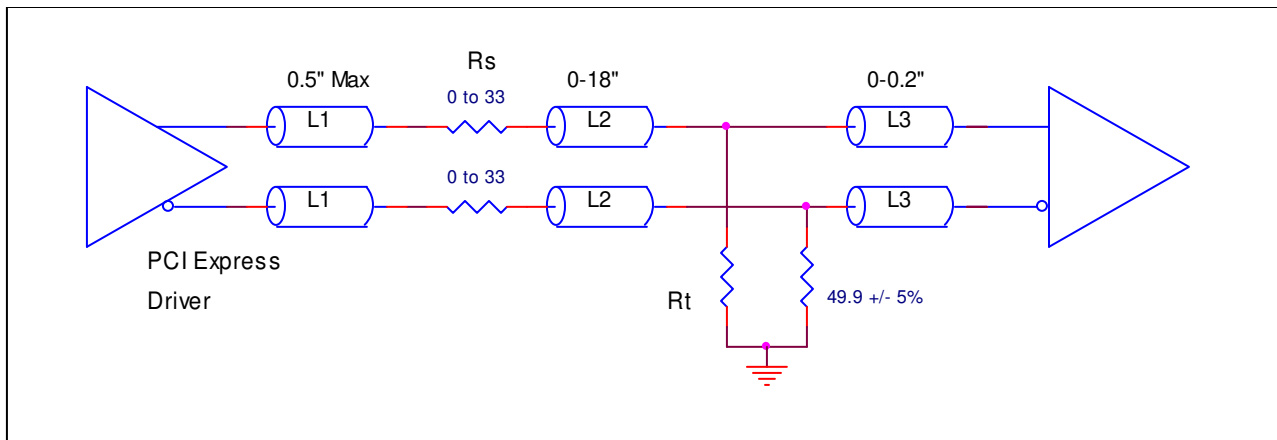 Rs
0.5" Max
0-18"
0-0.2"
0 to 33
L1
L2
L3
0 to 33
L1
L2
L3
PCI Express
Driver
Rt
49.9 +/- 5%